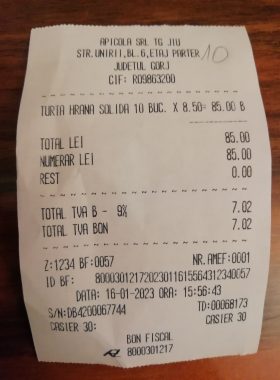 APICOLA SRL TG JIU
STR.UNIRII,BL.6,ETAJ PARTER
10
JUDETUL GORJ
CIF: RO9863200
TURTA HRANA SOLIDA 10 BUC. X 8.50= 85.00 B
TOTAL LEI 85.00
NUMERAR LEI 85.00
REST 0.00
TOTAL TVA B - 9% 7.02
TOTAL TVA BON 7.02
Z:1234 BF:0057 NR.AMEF:0001
ID BF: 80003012172023011615564312340057
DATA: 16-01-2023 ORA: 15:56:43
S/N:DB4200067744 TD:00068173
CASIER 30: CASIER 30:
BON FISCAL
8000301217